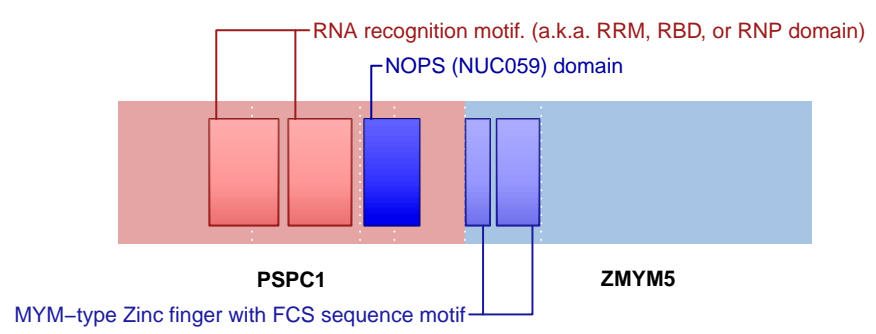 RNA recognition motif. (a.k.a. RRM, RBD, or RNP domain)
NOPS (NUC059) domain
PSPC1
ZMYM5
MYM−type Zinc finger with FCS sequence motif